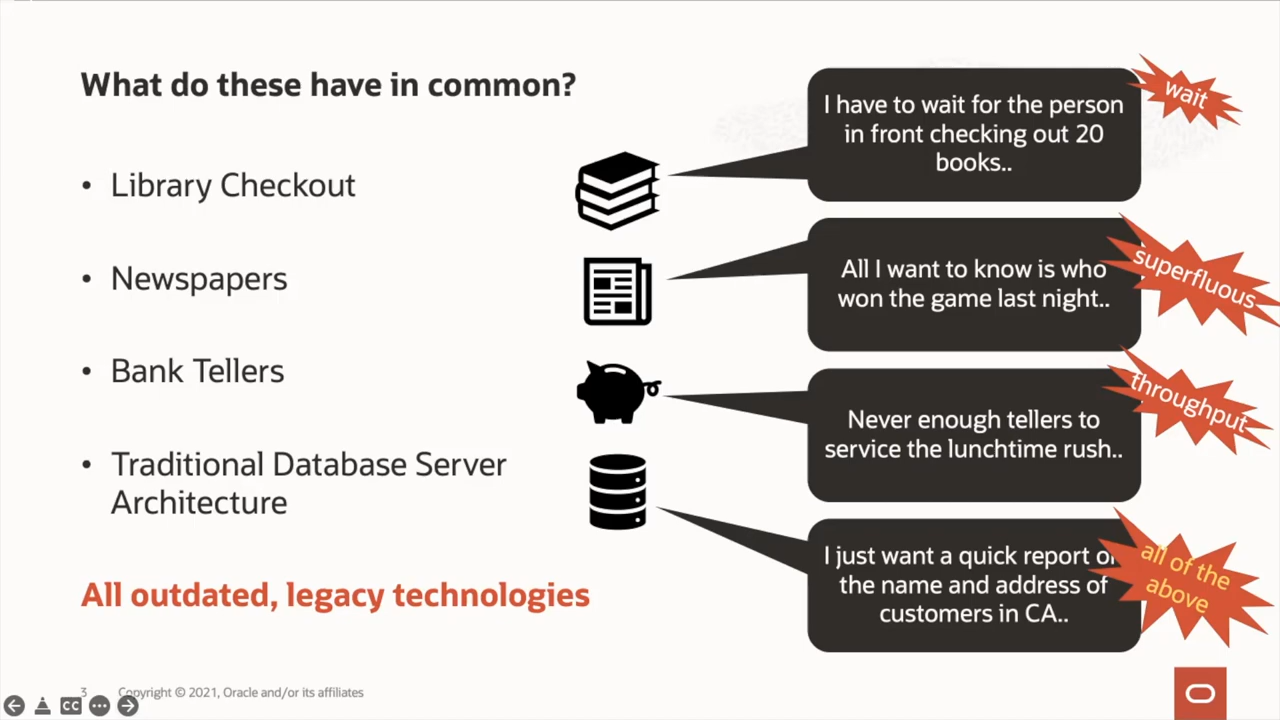 What do these have in common?
• Library Checkout
I have to wait for the person
in front checking out 20
books..
wait
• Newspapers
All I want to know is who
won the game last night..
superfluous
• Bank Tellers
Never enough tellers to
service the lunchtime rush..
throughput
• Traditional Database Server
Architecture
I just want a quick report
the name and address of
customers in CA..
all of the
above
All outdated, legacy technologies
3 Copyright © 2021, Oracle and/or its affiliates
CC